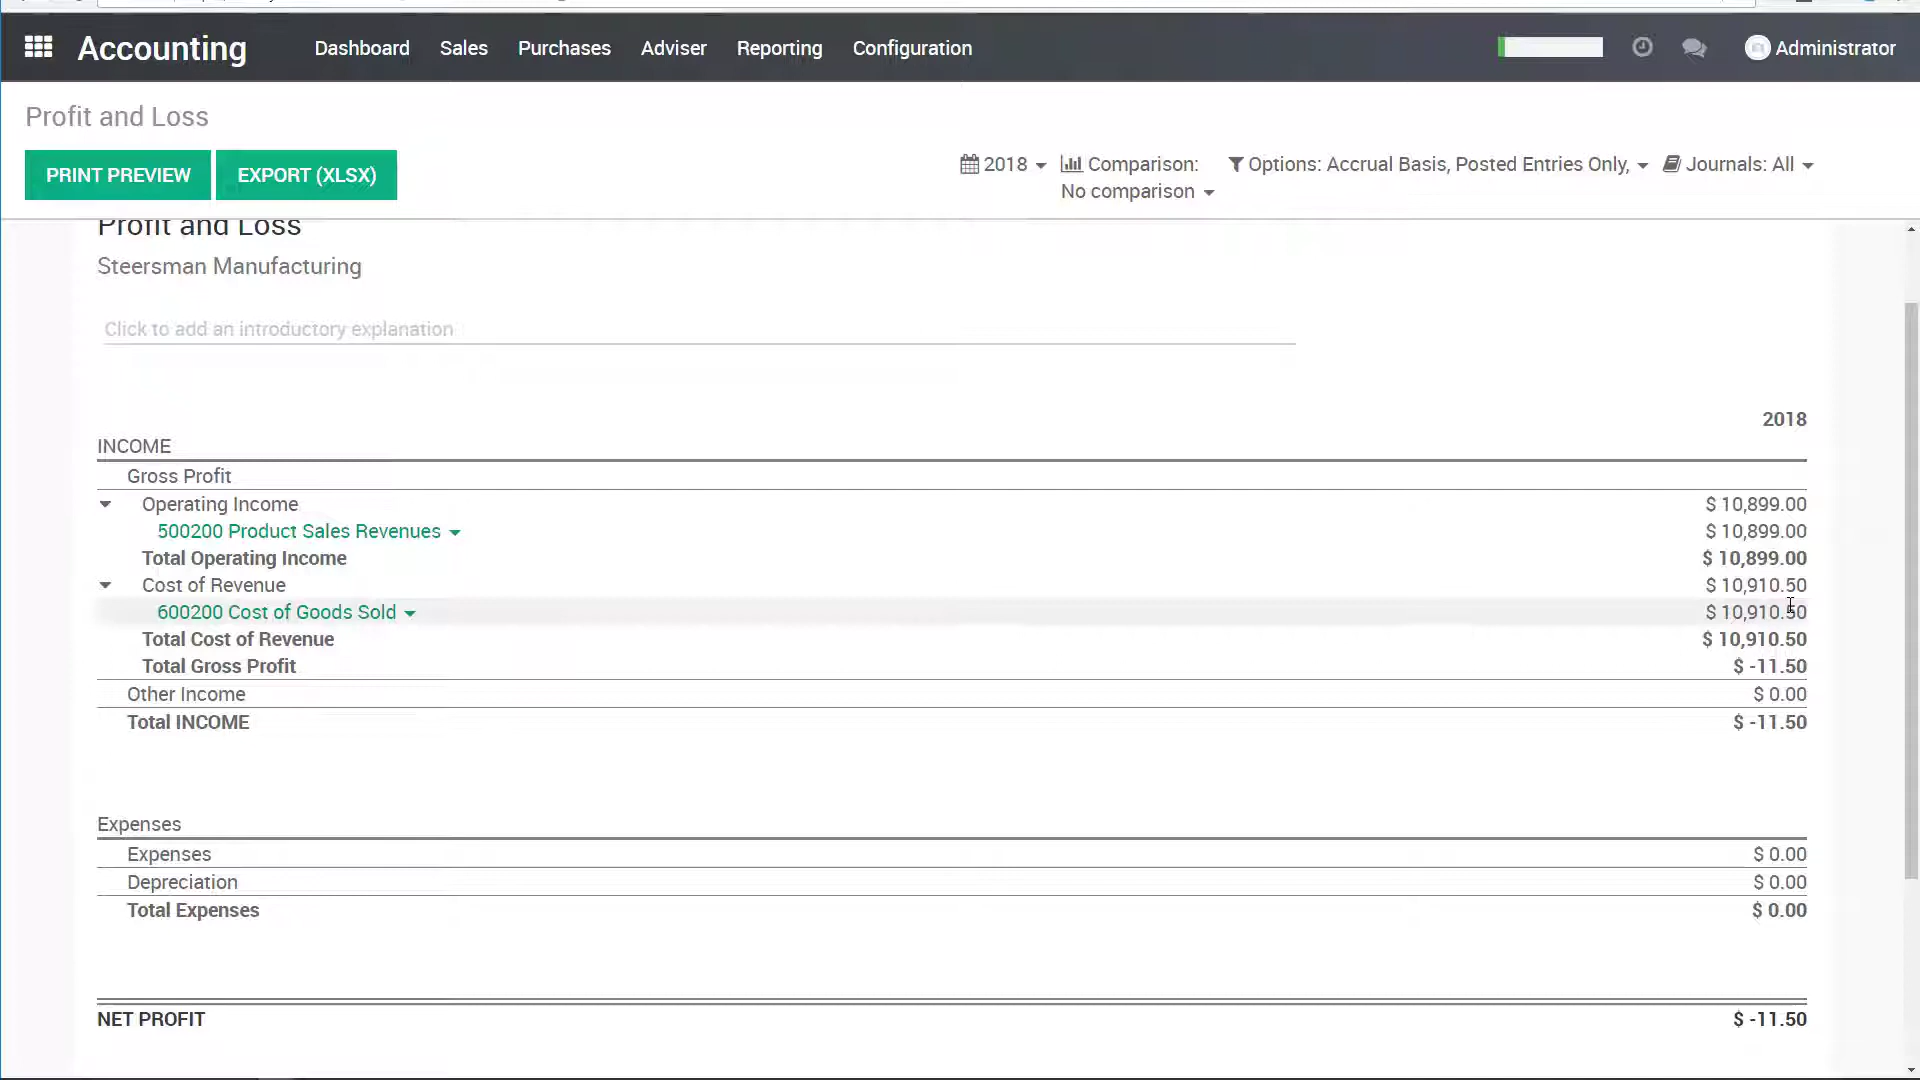 Accounting Dashboard Sales Purchases Adviser Reporting Configuration Administrator
Profit and Loss
PRINT PREVIEW EXPORT (XLSX) 2018 Comparison: No comparison Options: Accrual Basis, Posted Entries Only, Journals: All
Profit and Loss
Steersman Manufacturing
Click to add an introductory explanation
2018
INCOME
Gross Profit
Operating Income $ 10,899.00
500200 Product Sales Revenues $ 10,899.00
Total Operating Income $ 10,899.00
Cost of Revenue $ 10,910.50
600200 Cost of Goods Sold $ 10,910.50
Total Cost of Revenue $ 10,910.50
Total Gross Profit $ -11.50
Other Income $ 0.00
Total INCOME $ -11.50
Expenses
Expenses $ 0.00
Depreciation $ 0.00
Total Expenses $ 0.00
NET PROFIT $ -11.50